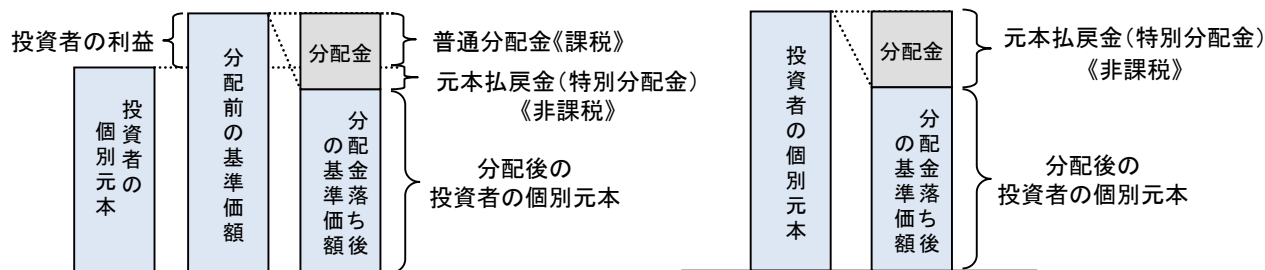 投資者の利益
投資者の
個別元本
分配前の基準価額
分配金
分配金落ち後
の基準価額
普通分配金《課税》
元本払戻金(特別分配金)
《非課税》
分配後の
投資者の個別元本
投資者の個別元本
分配金
分配金落ち後
の基準価額
元本払戻金(特別分配金)
《非課税》
分配後の
投資者の個別元本